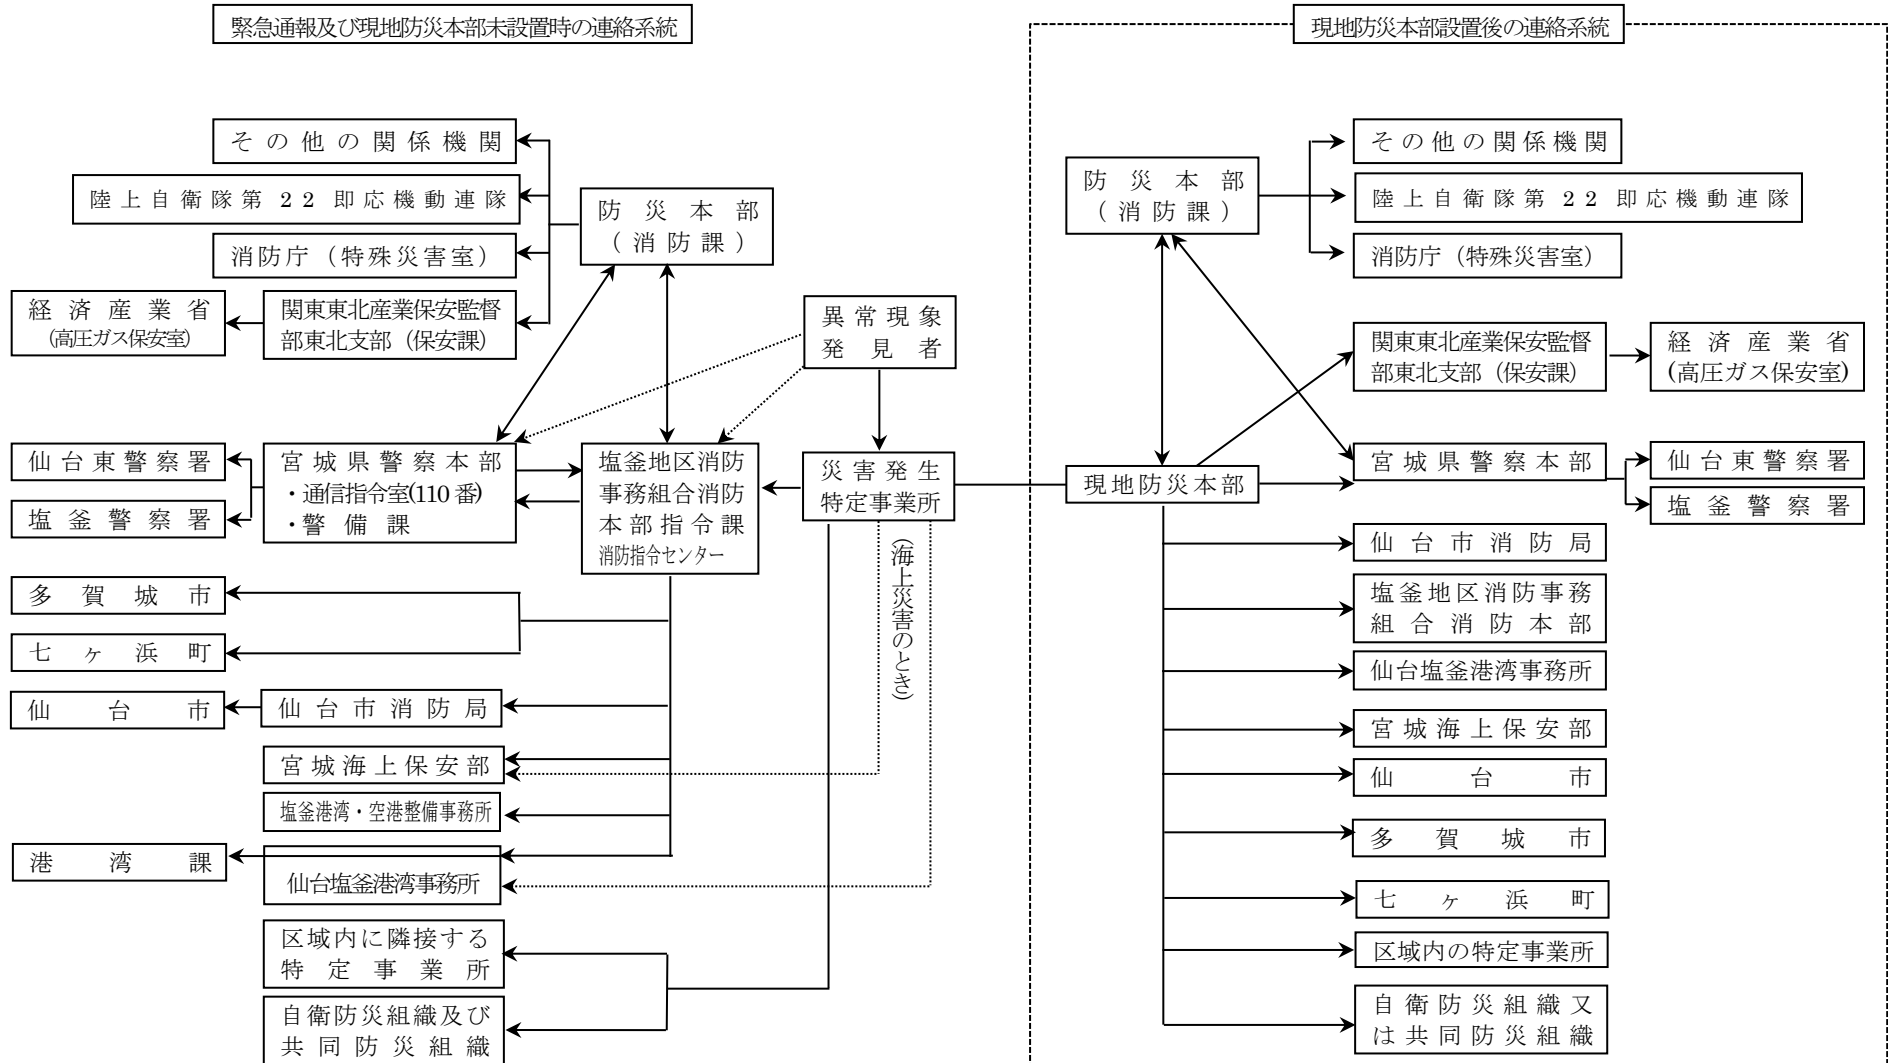 緊急通報及び現地防災本部未設置時の連絡系統
その他の関係機関
陸上自衛隊第22即応機動連隊
防災本部
（消防課）
消防庁（特殊災害室）
経済産業省
(高圧ガス保安室)
関東東北産業保安監督
部東北支部（保安課）
異常現象
発見者
仙台東警察署
塩釜警察署
宮城県警察本部
・通信指令室(110番)
・警備課
塩釜地区消防
事務組合消防
本部指令課
消防指令センター
災害発生
特定事業所
(海上災害のとき)
多賀城市
七ヶ浜町
仙台市
仙台市消防局
宮城海上保安部
塩釜港湾・空港整備事務所
港湾課
仙台塩釜港湾事務所
区域内に隣接する
特定事業所
自衛防災組織及び
共同防災組織
現地防災本部設置後の連絡系統
その他の関係機関
防災本部
（消防課）
陸上自衛隊第22即応機動連隊
消防庁（特殊災害室）
関東東北産業保安監督
部東北支部（保安課）
経済産業省
(高圧ガス保安室)
現地防災本部
宮城県警察本部
仙台東警察署
塩釜警察署
仙台市消防局
塩釜地区消防事務
組合消防本部
仙台塩釜港湾事務所
宮城海上保安部
仙台市
多賀城市
七ヶ浜町
区域内の特定事業所
自衛防災組織又
は共同防災組織